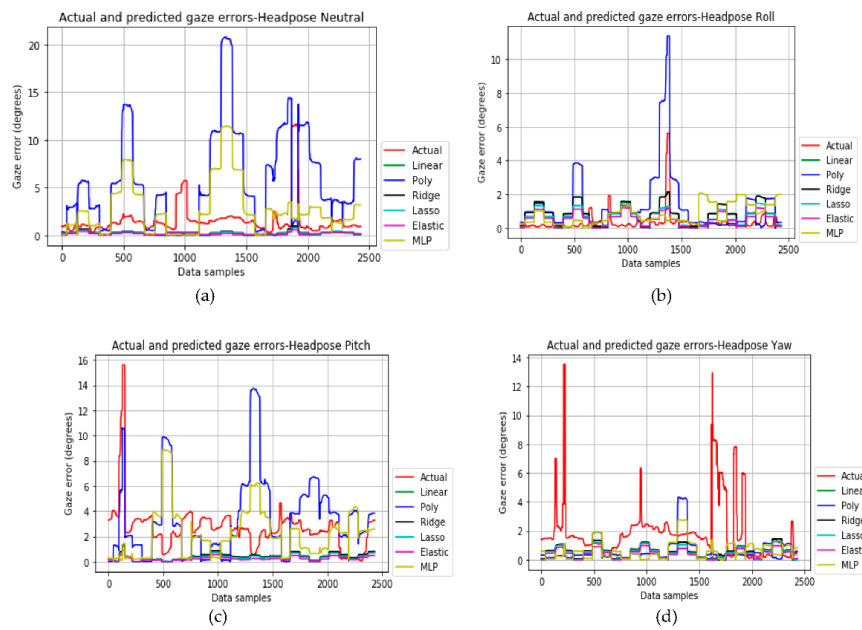 Actual and predicted gaze errors-Headpose Neutral
Gaze error (degrees)
20
15
10
5
0
0 500 1000 1500 2000 2500
Data samples
Actual
Linear
Poly
Ridge
Lasso
Elastic
MLP
(a)
Actual and predicted gaze errors-Headpose Roll
Gaze error (degrees)
10
8
6
4
2
0
0 500 1000 1500 2000 2500
Data samples
Actual
Linear
Poly
Ridge
Lasso
Elastic
MLP
(b)
Actual and predicted gaze errors-Headpose Pitch
Gaze error (degrees)
16
14
12
10
8
6
4
2
0
0 500 1000 1500 2000 2500
Data samples
Actual
Linear
Poly
Ridge
Lasso
Elastic
MLP
(c)
Actual and predicted gaze errors-Headpose Yaw
Gaze error (degrees)
14
12
10
8
6
4
2
0
0 500 1000 1500 2000 2500
Data samples
Actual
Linear
Poly
Ridge
Lasso
Elast
MLP
(d)